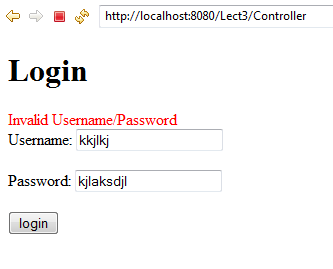 http://localhost:8080/Lect3/Controller
Login
Invalid Username/Password
Username: kkjlkj
Password: kjlaksdjl
login